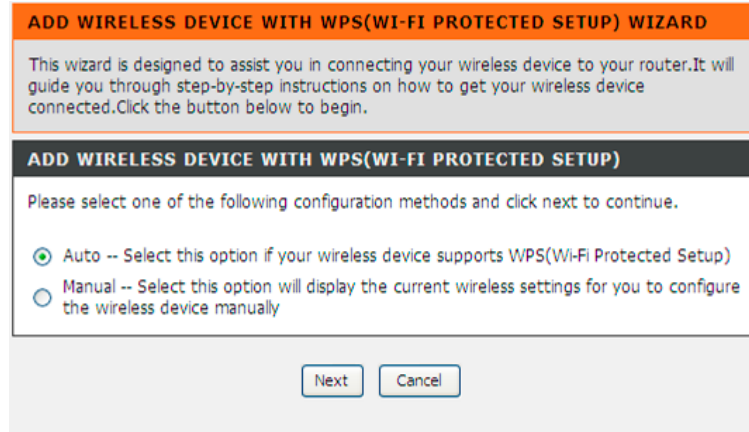 ADD WIRELESS DEVICE WITH WPS(WI-FI PROTECTED SETUP) WIZARD
This wizard is designed to assist you in connecting your wireless device to your router.It will
guide you through step-by-step instructions on how to get your wireless device
connected.Click the button below to begin.
ADD WIRELESS DEVICE WITH WPS(WI-FI PROTECTED SETUP)
Please select one of the following configuration methods and click next to continue.
Auto -- Select this option if your wireless device supports WPS(Wi-Fi Protected Setup)
Manual -- Select this option will display the current wireless settings for you to configure
the wireless device manually
Next Cancel